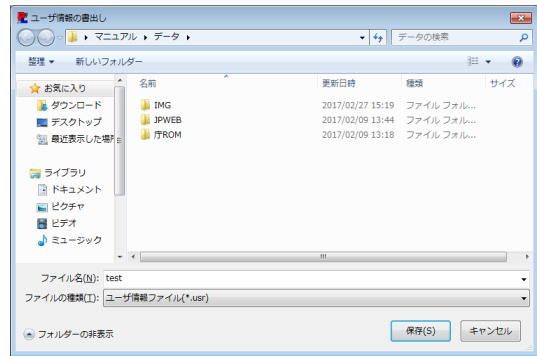 ユーザ情報の書出し
マニュアル ▸ データ ▸
データの検索
整理 ▼ 新しいフォルダー
お気に入り
ダウンロード
デスクトップ
最近表示した場所
ライブラリ
ドキュメント
ピクチャ
ビデオ
ミュージック
名前 更新日時 種類 サイズ
IMG 2017/02/27 15:19 ファイル フォル...
JPWEB 2017/02/09 13:44 ファイル フォル...
庁ROM 2017/02/09 13:18 ファイル フォル...
ファイル名(N): test
ファイルの種類(T): ユーザ情報ファイル(*.usr)
フォルダーの非表示
保存(S) キャンセル